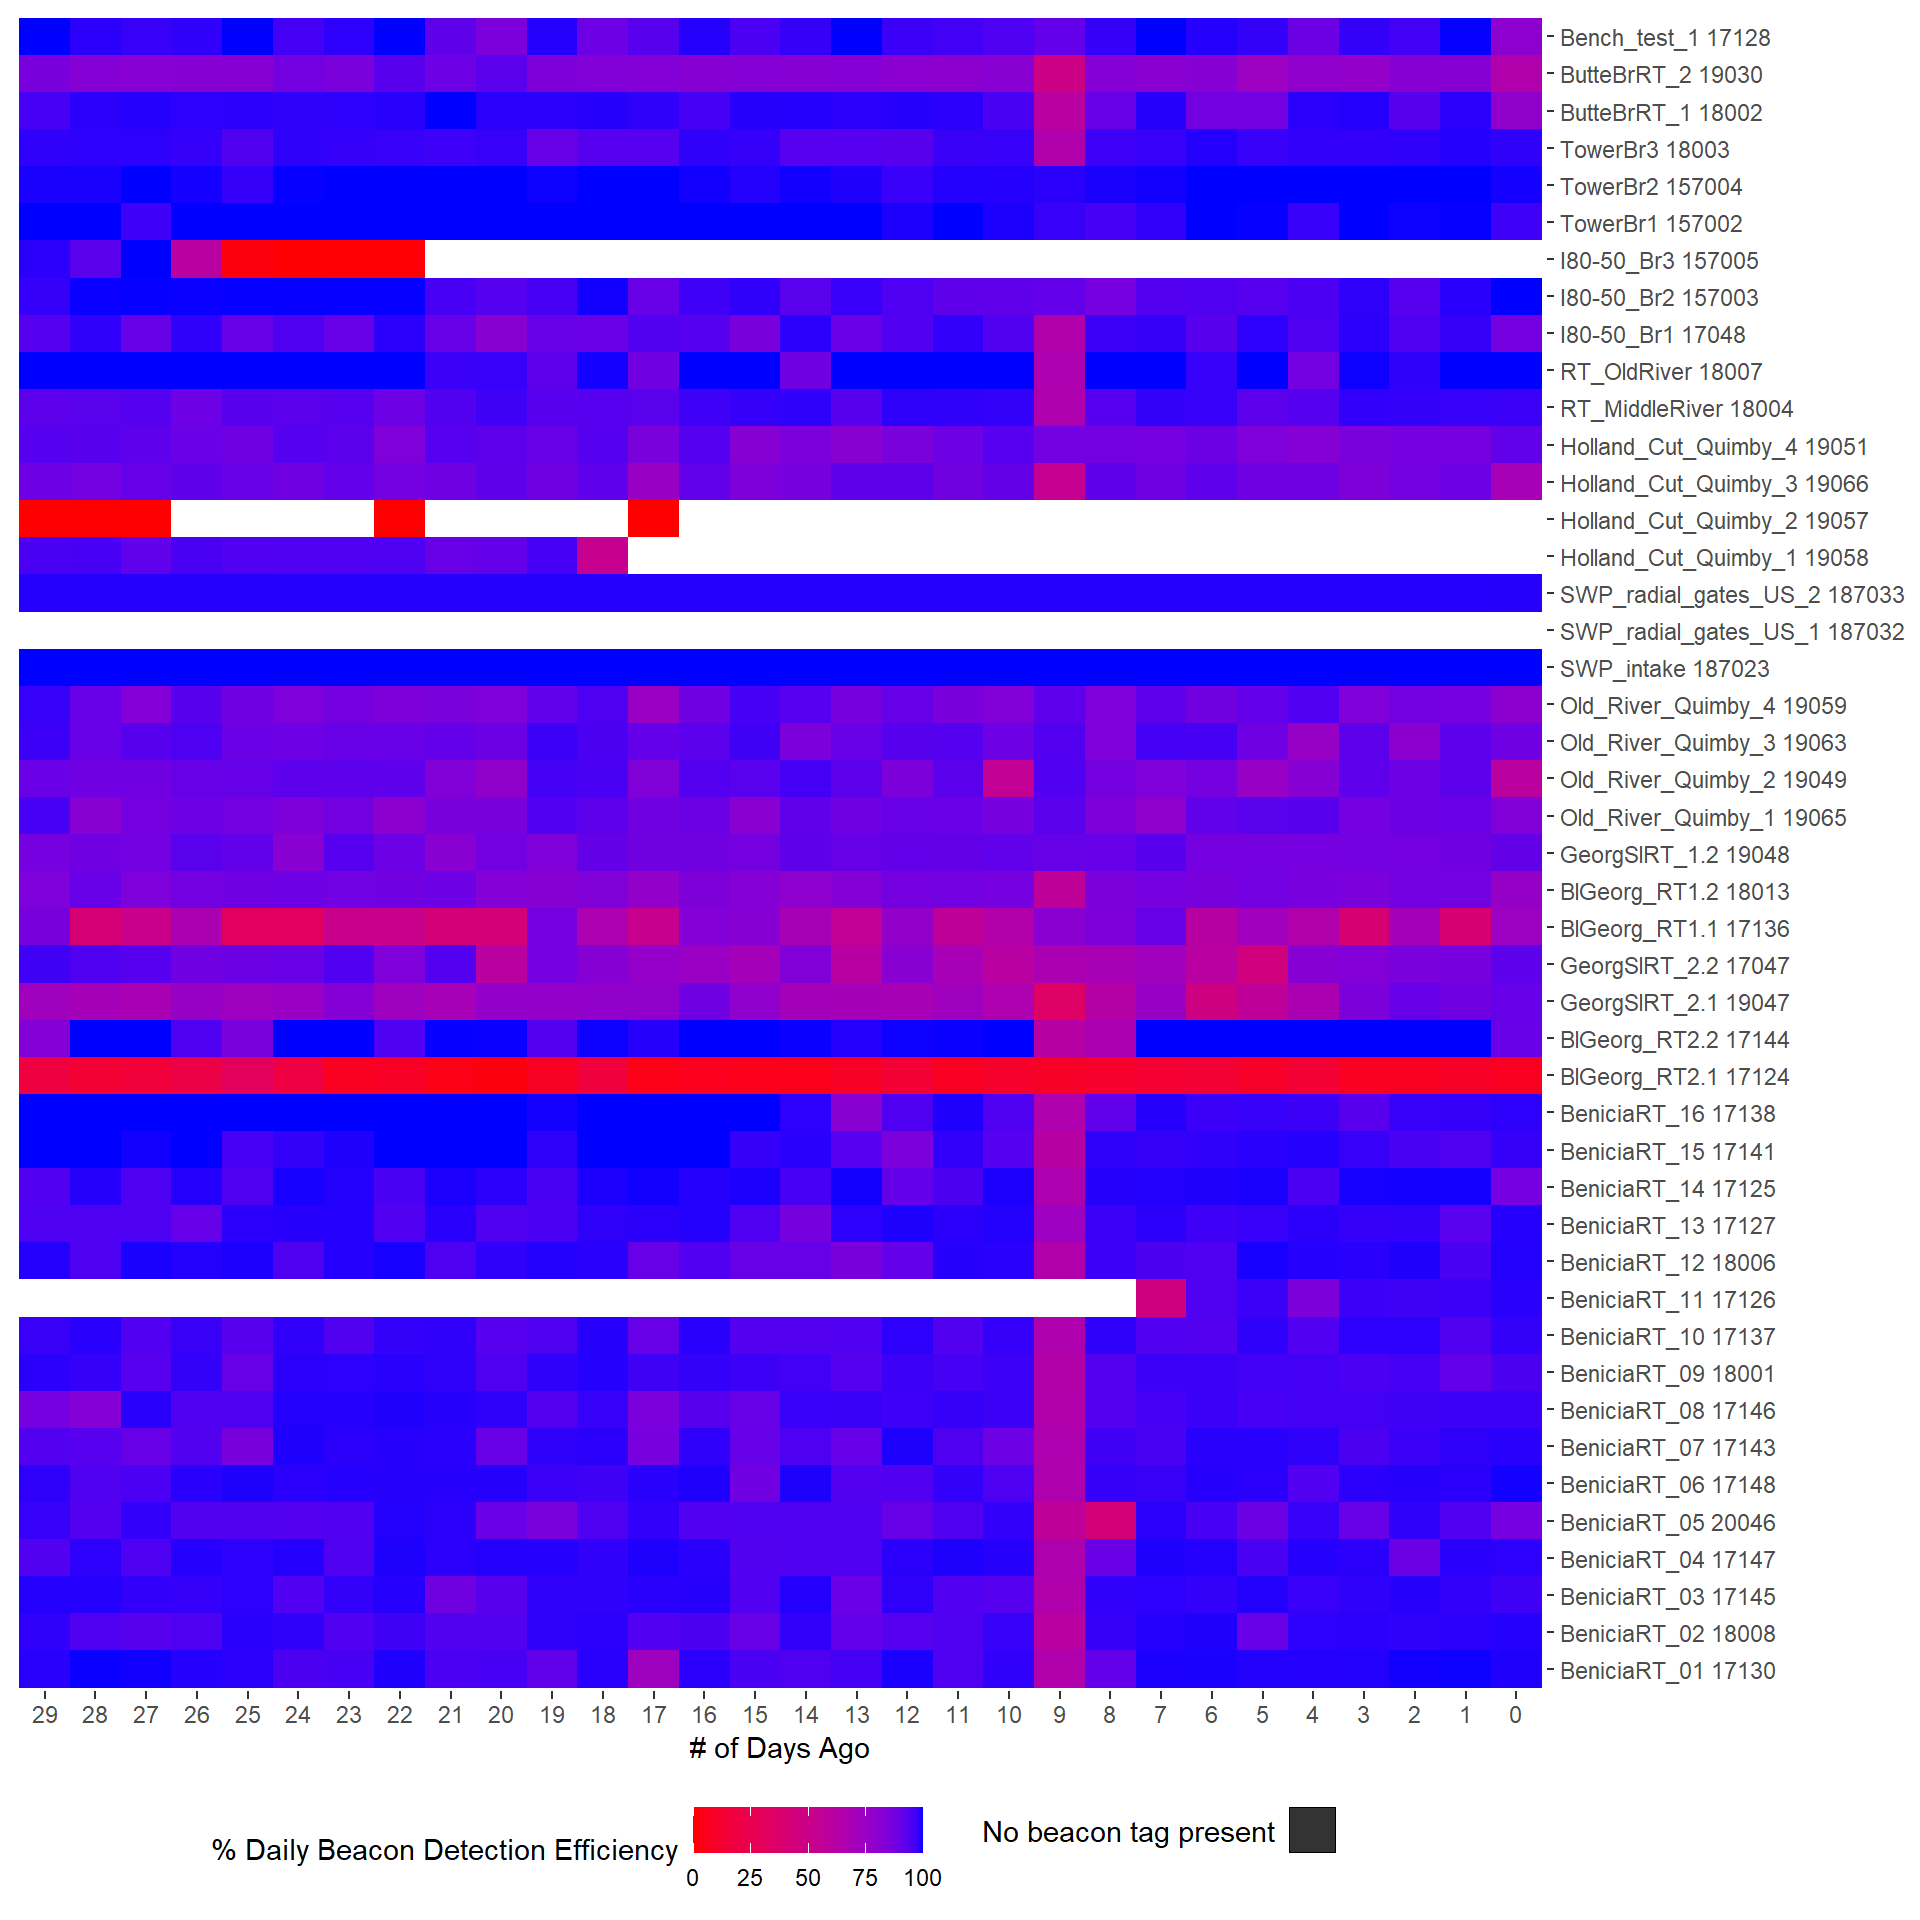 Bench_test_1 17128
ButteBrRT_2 19030
ButteBrRT_1 18002
TowerBr3 18003
TowerBr2 157004
TowerBr1 157002
I80-50_Br3 157005
I80-50_Br2 157003
I80-50_Br1 17048
RT_OldRiver 18007
RT_MiddleRiver 18004
Holland_Cut_Quimby_4 19051
Holland_Cut_Quimby_3 19066
Holland_Cut_Quimby_2 19057
Holland_Cut_Quimby_1 19058
SWP_radial_gates_US_2 187033
SWP_radial_gates_US_1 187032
SWP_intake 187023
Old_River_Quimby_4 19059
Old_River_Quimby_3 19063
Old_River_Quimby_2 19049
Old_River_Quimby_1 19065
GeorgSlRT_1.2 19048
BlGeorg_RT1.2 18013
BlGeorg_RT1.1 17136
GeorgSlRT_2.2 17047
GeorgSlRT_2.1 19047
BlGeorg_RT2.2 17144
BlGeorg_RT2.1 17124
BeniciaRT_16 17138
BeniciaRT_15 17141
BeniciaRT_14 17125
BeniciaRT_13 17127
BeniciaRT_12 18006
BeniciaRT_11 17126
BeniciaRT_10 17137
BeniciaRT_09 18001
BeniciaRT_08 17146
BeniciaRT_07 17143
BeniciaRT_06 17148
BeniciaRT_05 20046
BeniciaRT_04 17147
BeniciaRT_03 17145
BeniciaRT_02 18008
BeniciaRT_01 17130
29 28 27 26 25 24 23 22 21 20 19 18 17 16 15 14 13 12 11 10 9 8 7 6 5 4 3 2 1 0
# of Days Ago
% Daily Beacon Detection Efficiency
0 25 50 75 100
No beacon tag present